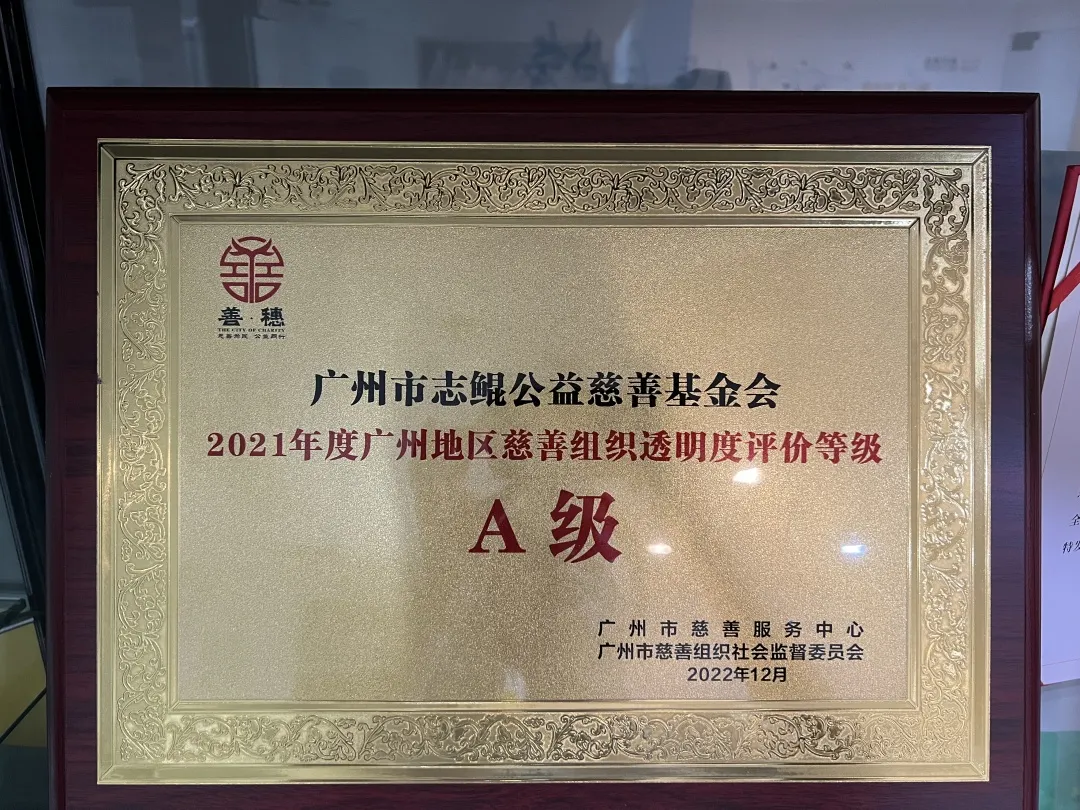 善·穗
THE CITY OF CHARITY
广州市志鲲公益慈善基金会
2021年度广州地区慈善组织透明度评价等级
A 级
广州市慈善服务中心
广州市慈善组织社会监督委员会
2022年12月
全
特发